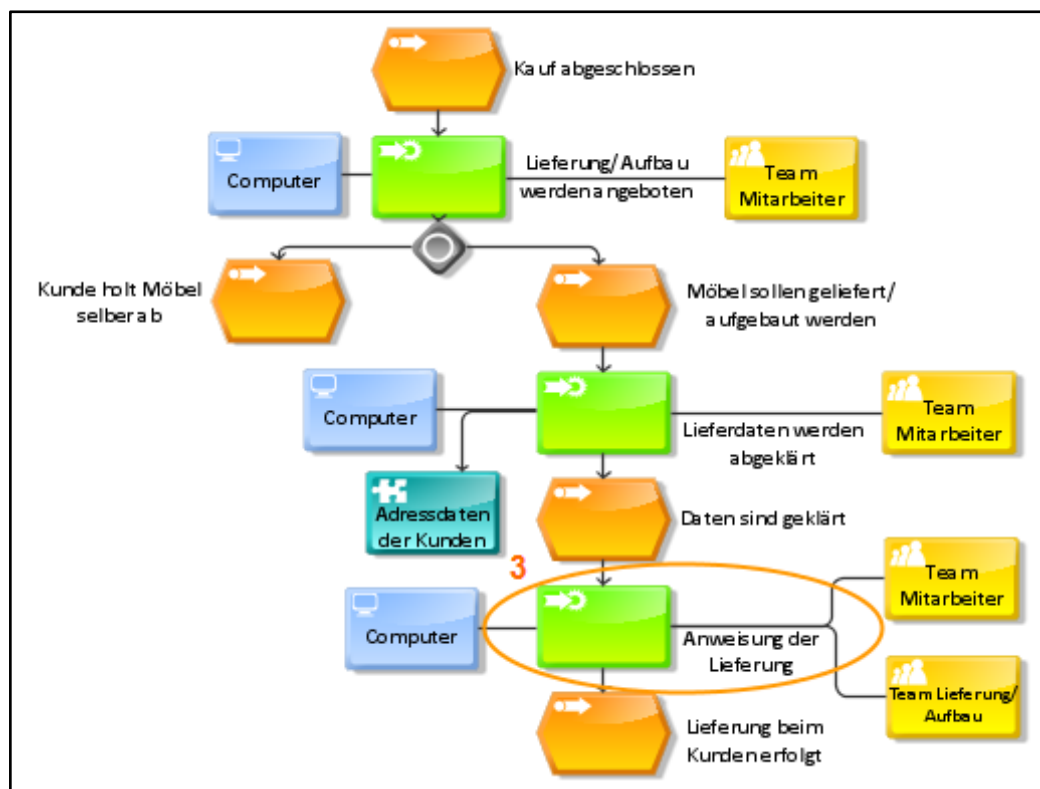 Kauf abgeschlossen
Computer
Lieferung/ Aufbau
werden angeboten
Team
Mitarbeiter
Kunde holt Möbel
selber ab
Möbel sollen geliefert/
aufgebaut werden
Computer
Lieferdaten werden
abgeklärt
Team
Mitarbeiter
Adressdaten
der Kunden
Daten sind geklärt
3
Computer
Anweisung der
Lieferung
Team
Mitarbeiter
Team Lieferung/
Aufbau
Lieferung beim
Kunden erfolgt